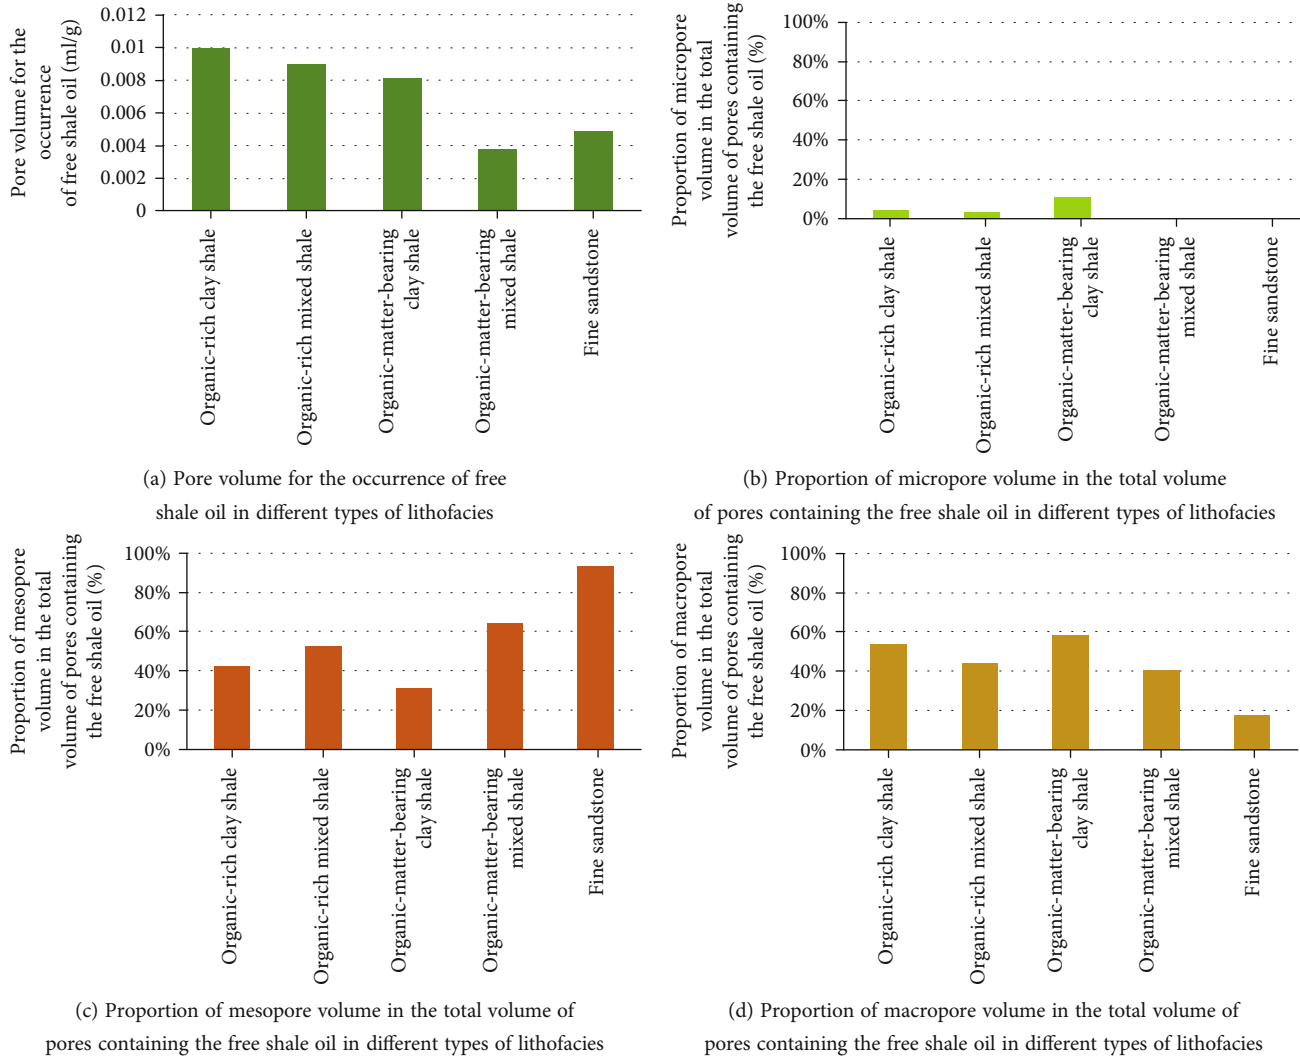 Pore volume for the
occurrence
of free shale oil (ml/g)
0.012
0.01
0.008
0.006
0.004
0.002
0
Organic-rich clay shale
Organic-rich mixed shale
Organic-matter-bearing
clay shale
Organic-matter-bearing
mixed shale
Fine sandstone
(a) Pore volume for the occurrence of free
shale oil in different types of lithofacies
Proportion of micropore
volume in the total
volume of pores containing
the free shale oil (%)
100%
80%
60%
40%
20%
0%
Organic-rich clay shale
Organic-rich mixed shale
Organic-matter-bearing
clay shale
Organic-matter-bearing
mixed shale
Fine sandstone
(b) Proportion of micropore volume in the total volume
of pores containing the free shale oil in different types of lithofacies
Proportion of mesopore
volume in the total
volume of pores containing
the free shale oil (%)
100%
80%
60%
40%
20%
0%
Organic-rich clay shale
Organic-rich mixed shale
Organic-matter-bearing
clay shale
Organic-matter-bearing
mixed shale
Fine sandstone
(c) Proportion of mesopore volume in the total volume of
pores containing the free shale oil in different types of lithofacies
Proportion of macropore
volume in the total
volume of pores containing
the free shale oil (%)
100%
80%
60%
40%
20%
0%
Organic-rich clay shale
Organic-rich mixed shale
Organic-matter-bearing
clay shale
Organic-matter-bearing
mixed shale
Fine sandstone
(d) Proportion of macropore volume in the total volume of
pores containing the free shale oil in different types of lithofacies